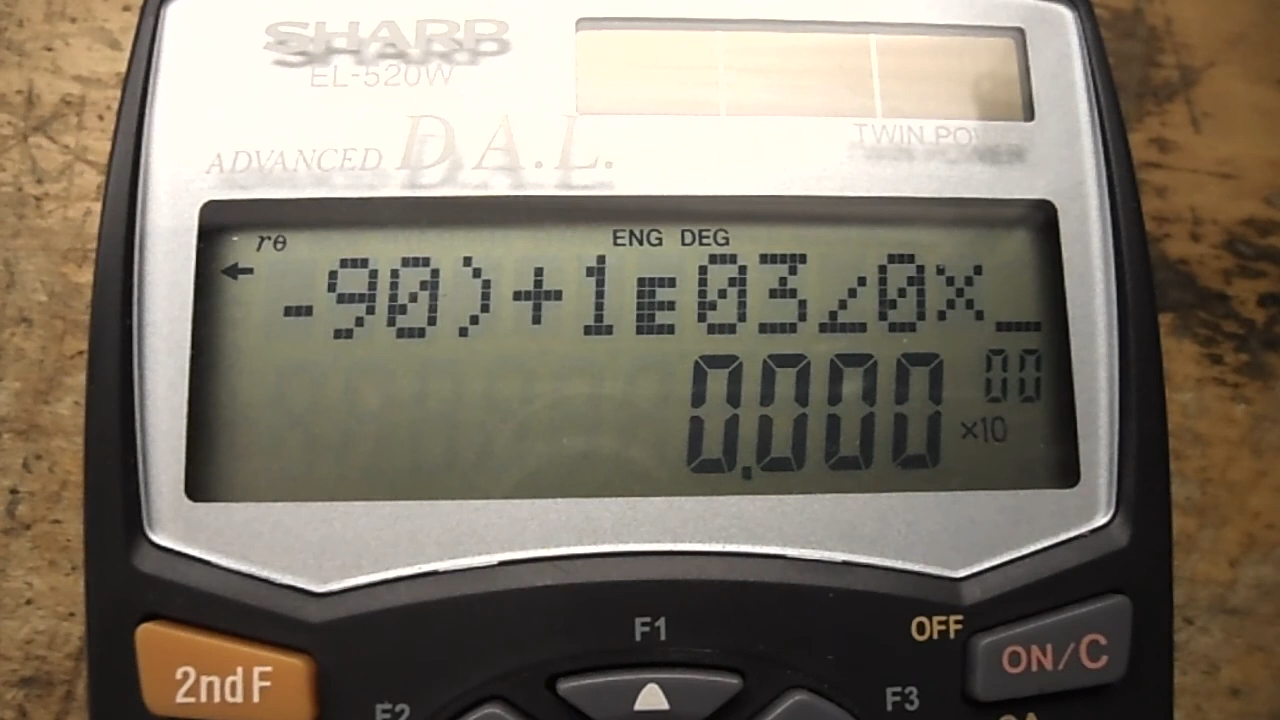 SHARP
EL-520W
ADVANCED D.A.L.
TWIN POWER
rθ ENG DEG
-90)+1E03∠0x_
0.000 ×10 00
2ndF
F1
OFF
ON/C
F2
F3
CA